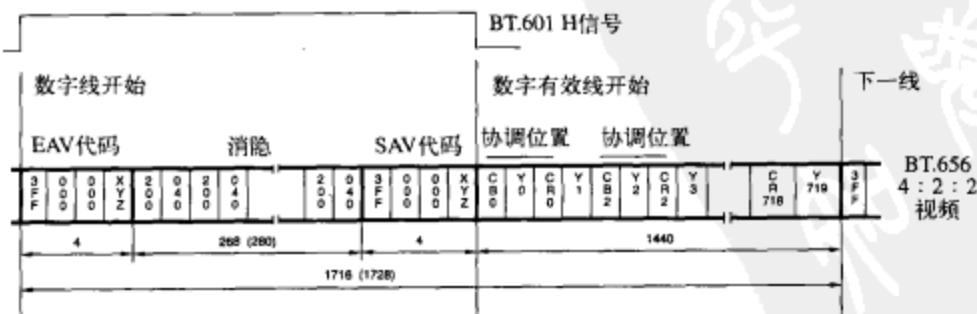 BT.601 H信号
数字线开始
数字有效线开始
下一线
EAV代码
消隐
SAV代码
协调位置
协调位置
3FF
000
000
XYZ
200
040
200
040
200
040
3FF
000
000
XYZ
CB0
Y0
CR0
Y1
CB2
Y2
CR2
Y3
CR718
Y719
3FF
BT.656
4：2：2
视频
4
268 (280)
4
1440
1716 (1728)